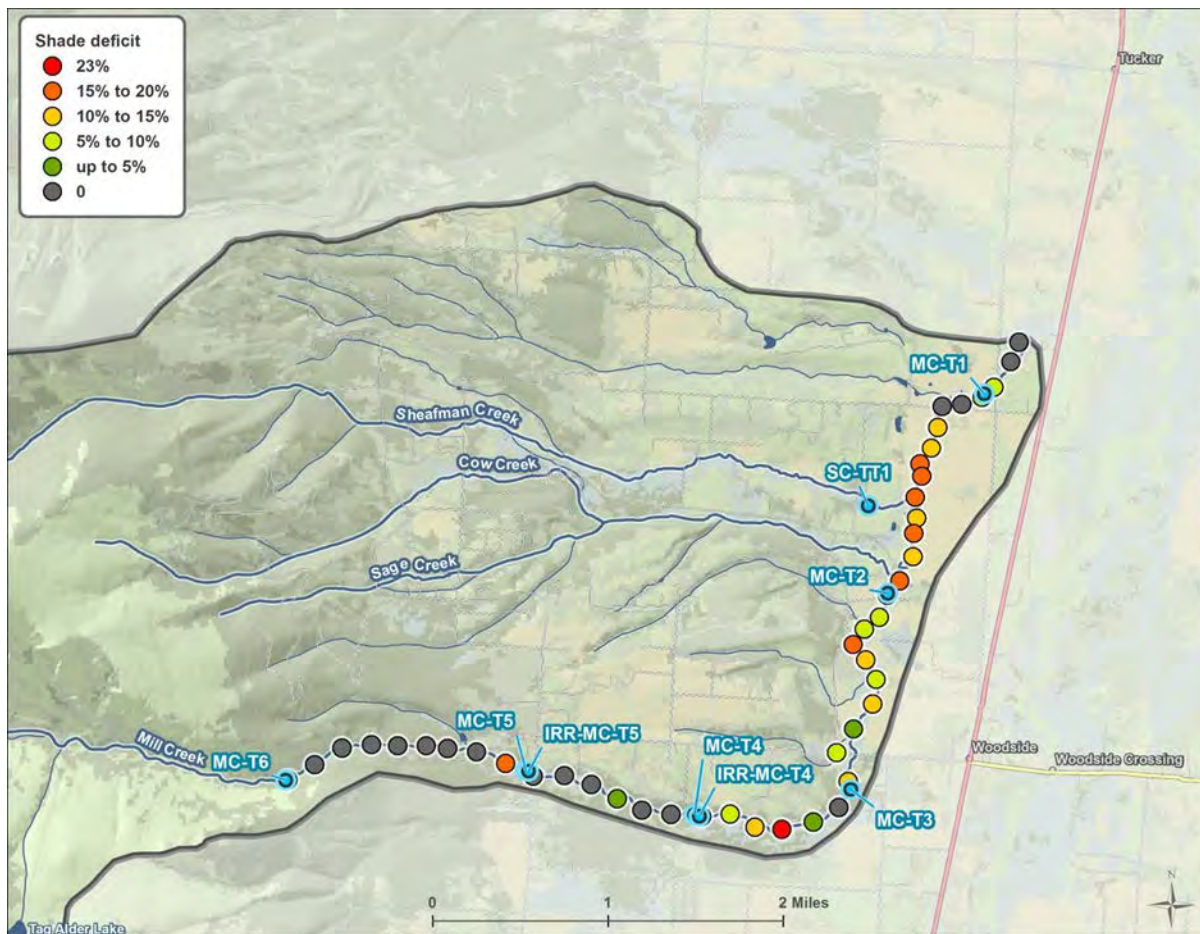 Shade deficit
23%
15% to 20%
10% to 15%
5% to 10%
up to 5%
0
Tucker
MC-T1
Sheafman Creek
Cow Creek
SC-TT1
Sage Creek
MC-T2
MC-T5
IRR-MC-T5
MC-T4
Woodside
Woodside Crossing
Mill Creek
MC-T6
IRR-MC-T4
MC-T3
N
0
1
2 Miles
Tag Alder Lake